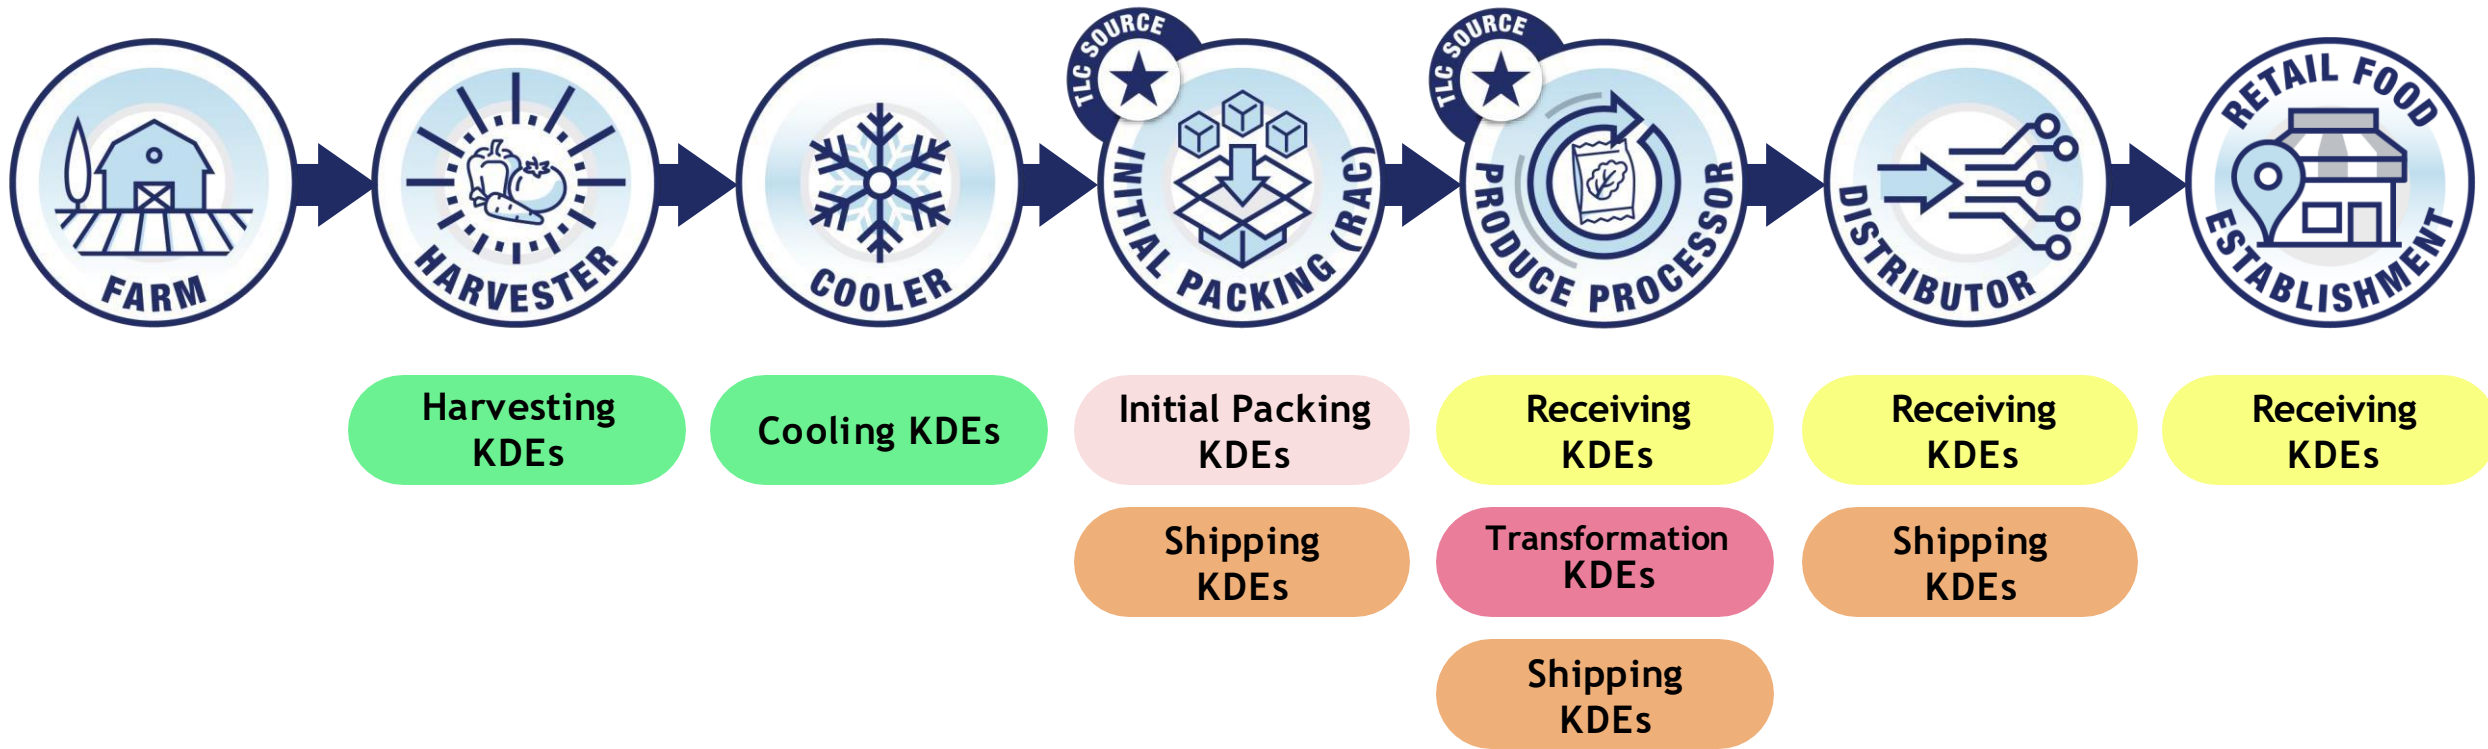 FARM
HARVESTER
COOLER
TLC SOURCE
INITIAL PACKING (RAC)
TLC SOURCE
PRODUCE PROCESSOR
DISTRIBUTOR
RETAIL FOOD
ESTABLISHMENT
Harvesting
KDEs
Cooling KDEs
Initial Packing
KDEs
Shipping
KDEs
Receiving
KDEs
Transformation
KDEs
Shipping
KDEs
Receiving
KDEs
Shipping
KDEs
Receiving
KDEs